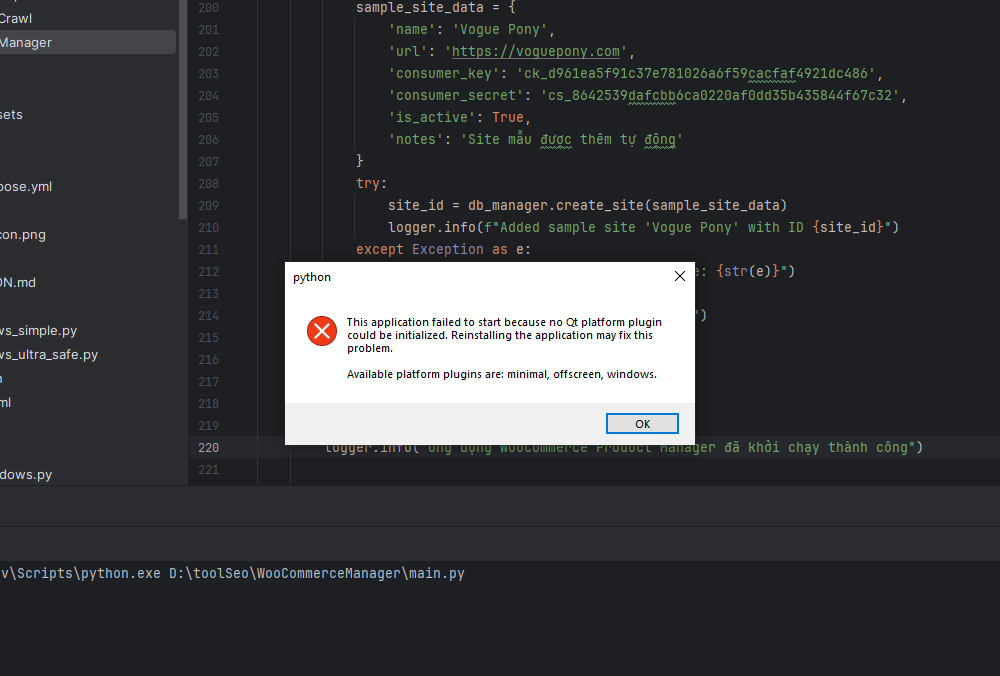 Crawl
Manager
sets
pose.yml
con.png
ON.md
ws_simple.py
ws_ultra_safe.py
ml
dows.py
200 sample_site_data = {
201 'name': 'Vogue Pony',
202 'url': 'https://voguepony.com',
203 'consumer_key': 'ck_d961ea5f91c37e781026a6f59cacfaf4921dc486',
204 'consumer_secret': 'cs_8642539dafcbb6ca0220af0dd35b435844f67c32',
205 'is_active': True,
206 'notes': 'Site mẫu được thêm tự động'
207 }
208 try:
209 site_id = db_manager.create_site(sample_site_data)
210 logger.info(f"Added sample site 'Vogue Pony' with ID {site_id}")
211 except Exception as e:
212 : {str(e)}")
213
214 ")
215
216
217
218
219
220 logger.info("Ứng dụng WooCommerce Product Manager đã khởi chạy thành công")
221
python
This application failed to start because no Qt platform plugin
could be initialized. Reinstalling the application may fix this
problem.
Available platform plugins are: minimal, offscreen, windows.
OK
v\Scripts\python.exe D:\toolSeo\WooCommerceManager\main.py